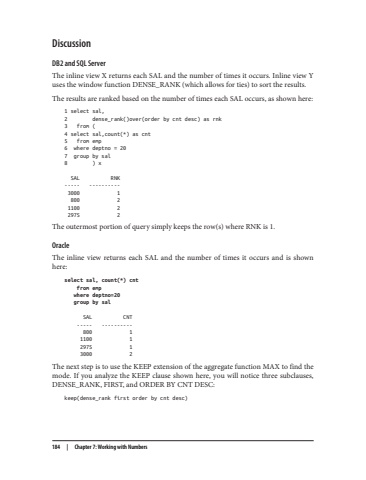 Discussion
DB2 and SQL Server
The inline view X returns each SAL and the number of times it occurs. Inline view Y
uses the window function DENSE_RANK (which allows for ties) to sort the results.
The results are ranked based on the number of times each SAL occurs, as shown here:
1 select sal,
2        dense_rank()over(order by cnt desc) as rnk
3   from (
4 select sal,count(*) as cnt
5   from emp
6  where deptno = 20
7  group by sal
8        ) x
SAL          RNK
-----   ----------
3000            1
800            2
1100            2
2975            2
The outermost portion of query simply keeps the row(s) where RNK is 1.
Oracle
The inline view returns each SAL and the number of times it occurs and is shown
here:
select sal, count(*) cnt
from emp
where deptno=20
group by sal
SAL          CNT
-----   ----------
800            1
1100            1
2975            1
3000            2
The next step is to use the KEEP extension of the aggregate function MAX to find the
mode. If you analyze the KEEP clause shown here, you will notice three subclauses,
DENSE_RANK, FIRST, and ORDER BY CNT DESC:
keep(dense_rank first order by cnt desc)
184 | Chapter 7: Working with Numbers